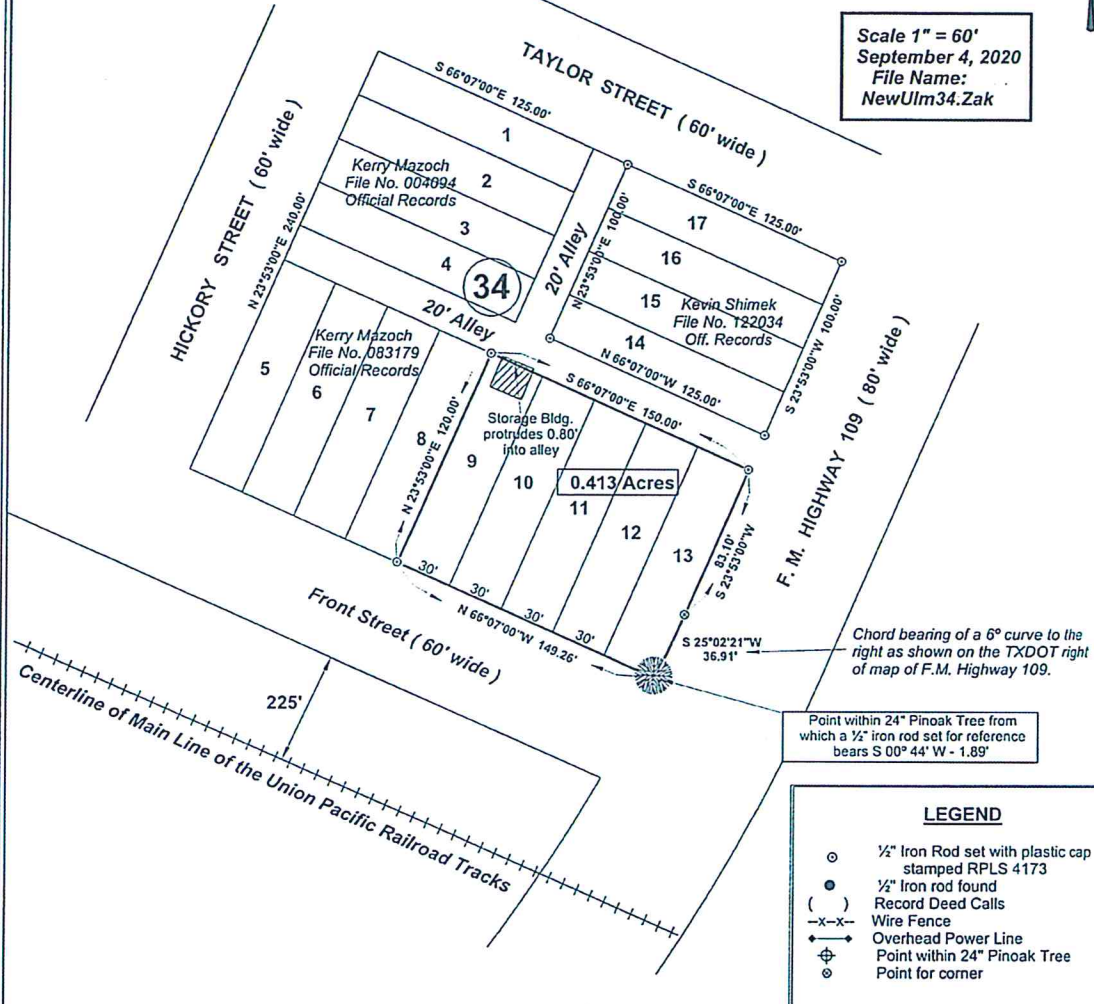 Scale 1" = 60'
September 4, 2020
File Name:
NewUlm34.Zak
TAYLOR STREET ( 60' wide )
S 66°07'00"E 125.00'
HICKORY STREET ( 60' wide )
N 23°53'00"E 240.00'
1
2
3
4
Kerry Mazoch
File No. 004094
Official Records
34
20' Alley
20' Alley
N 23°53'00"E 100.00'
S 66°07'00"E 125.00'
17
16
15
14
Kevin Shimek
File No. 122034
Off. Records
N 66°07'00"W 125.00'
S 23°53'00"W 100.00'
F. M. HIGHWAY 109 ( 80' wide )
Kerry Mazoch
File No. 083179
Official Records
5
6
7
8
9
10
11
12
13
N 23°53'00"E 120.00'
Storage Bldg.
protrudes 0.80'
into alley
S 66°07'00"E 150.00'
0.413 Acres
83.10'
S 23°53'00"W
30'
30'
30'
30'
N 66°07'00"W 149.26'
S 25°02'21"W
36.91'
Front Street ( 60' wide )
225'
Centerline of Main Line of the Union Pacific Railroad Tracks
Chord bearing of a 6° curve to the
right as shown on the TXDOT right
of map of F.M. Highway 109.
Point within 24" Pinoak Tree from
which a ½" iron rod set for reference
bears S 00° 44' W - 1.89'
LEGEND
½" Iron Rod set with plastic cap
stamped RPLS 4173
½" Iron rod found
( ) Record Deed Calls
–x–x– Wire Fence
Overhead Power Line
Point within 24" Pinoak Tree
Point for corner